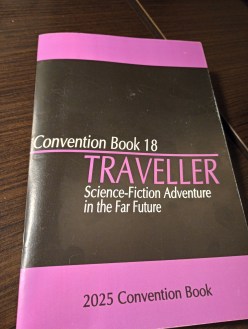 Convention Book 18
TRAVELLER
Science-Fiction Adventure
in the Far Future
2025 Convention Book